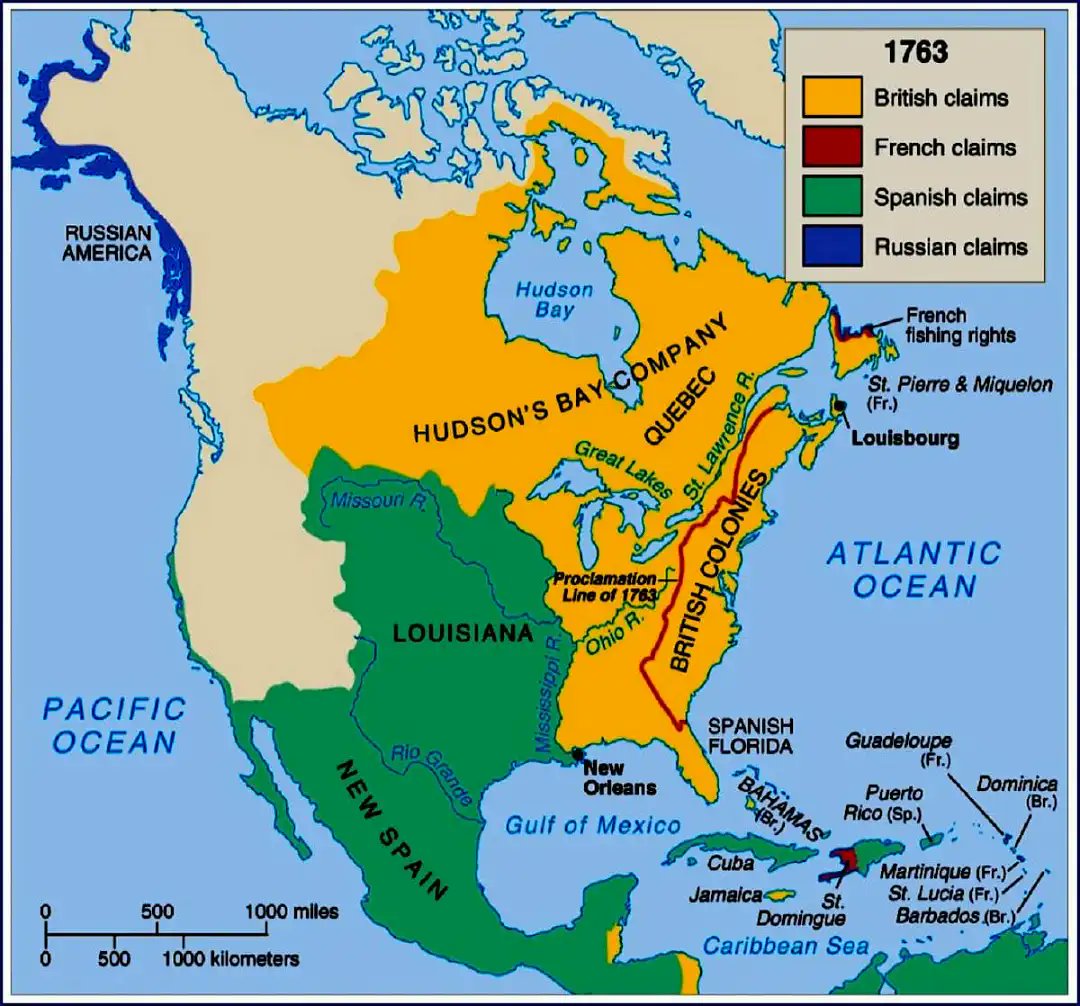 1763
British claims
French claims
Spanish claims
Russian claims
RUSSIAN
AMERICA
Hudson
Bay
French
fishing rights
HUDSON'S BAY COMPANY
QUEBEC
St. Lawrence R.
St. Pierre & Miquelon
(Fr.)
Louisbourg
Great Lakes
Missouri R.
ATLANTIC
OCEAN
Proclamation
Line of 1763
BRITISH COLONIES
Ohio R.
LOUISIANA
Mississippi R.
PACIFIC
OCEAN
SPANISH
FLORIDA
Rio Grande
New
Orleans
NEW SPAIN
Gulf of Mexico
BAHAMAS
(Br.)
Guadeloupe
(Fr.)
Dominica
(Br.)
Puerto
Rico (Sp.)
Cuba
Jamaica
St.
Domingue
Martinique (Fr.)
St. Lucia (Fr.)
Barbados (Br.)
Caribbean Sea
0 500 1000 miles
0 500 1000 kilometers